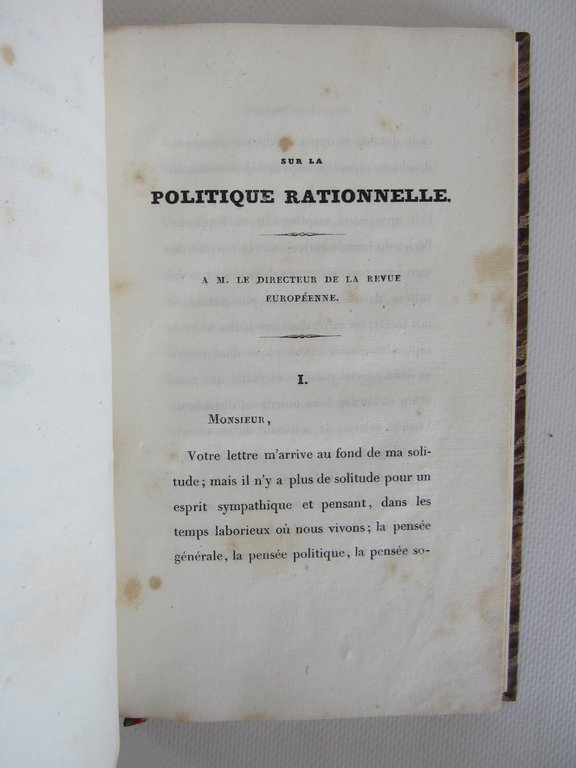 SUR LA
POLITIQUE RATIONNELLE.
A M. LE DIRECTEUR DE LA REVUE
EUROPÉENNE.
I.
MONSIEUR,
Votre lettre m'arrive au fond de ma soli-
tude; mais il n'y a plus de solitude pour un
esprit sympathique et pensant, dans les
temps laborieux où nous vivons; la pensée
générale, la pensée politique, la pensée so-